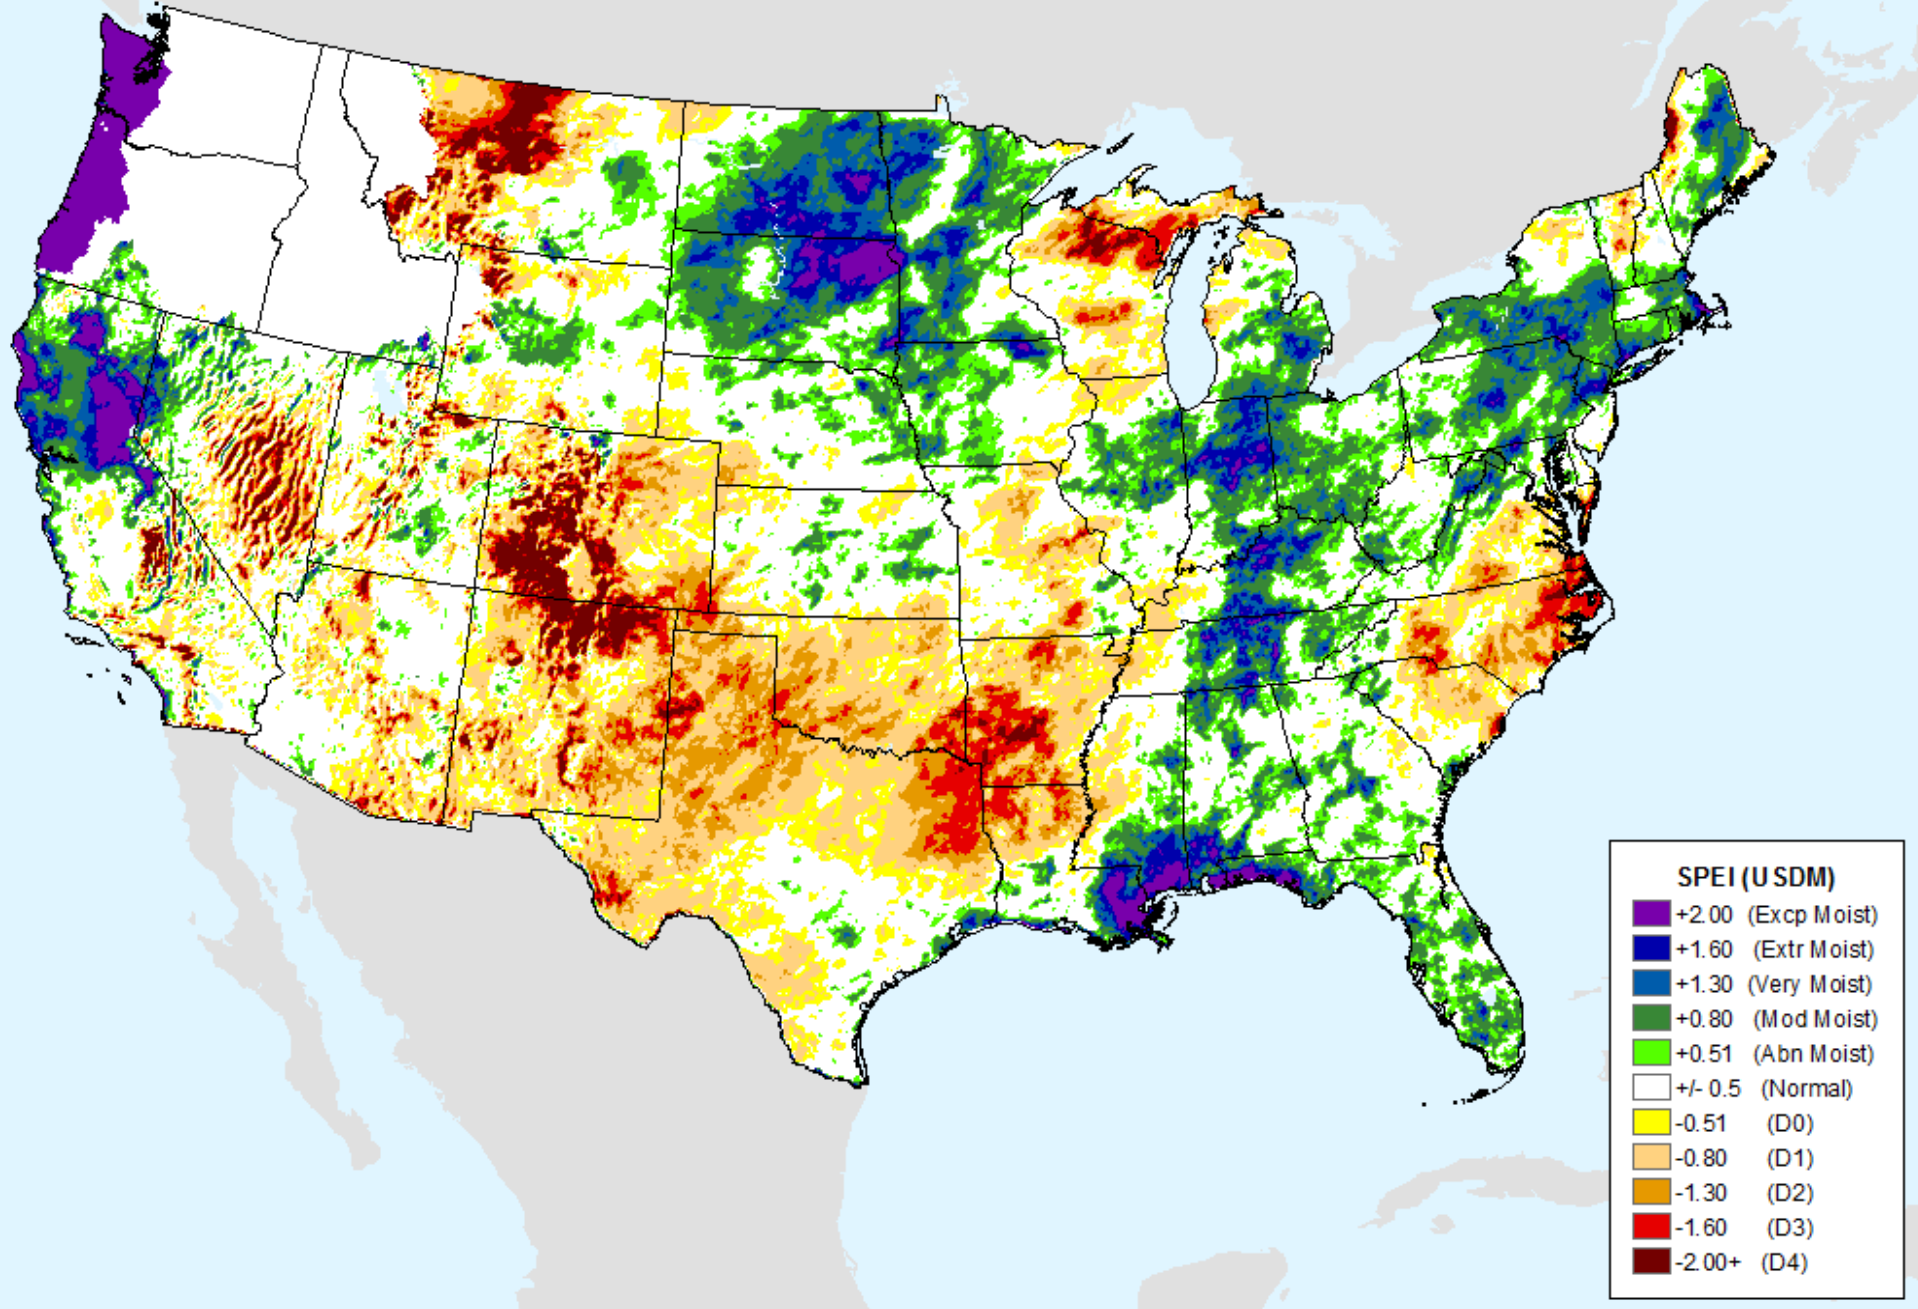 SPEI (USDM)
+2.00 (Excp Moist)
+1.60 (Extr Moist)
+1.30 (Very Moist)
+0.80 (Mod Moist)
+0.51 (Abn Moist)
+/- 0.5 (Normal)
-0.51 (D0)
-0.80 (D1)
-1.30 (D2)
-1.60 (D3)
-2.00+ (D4)